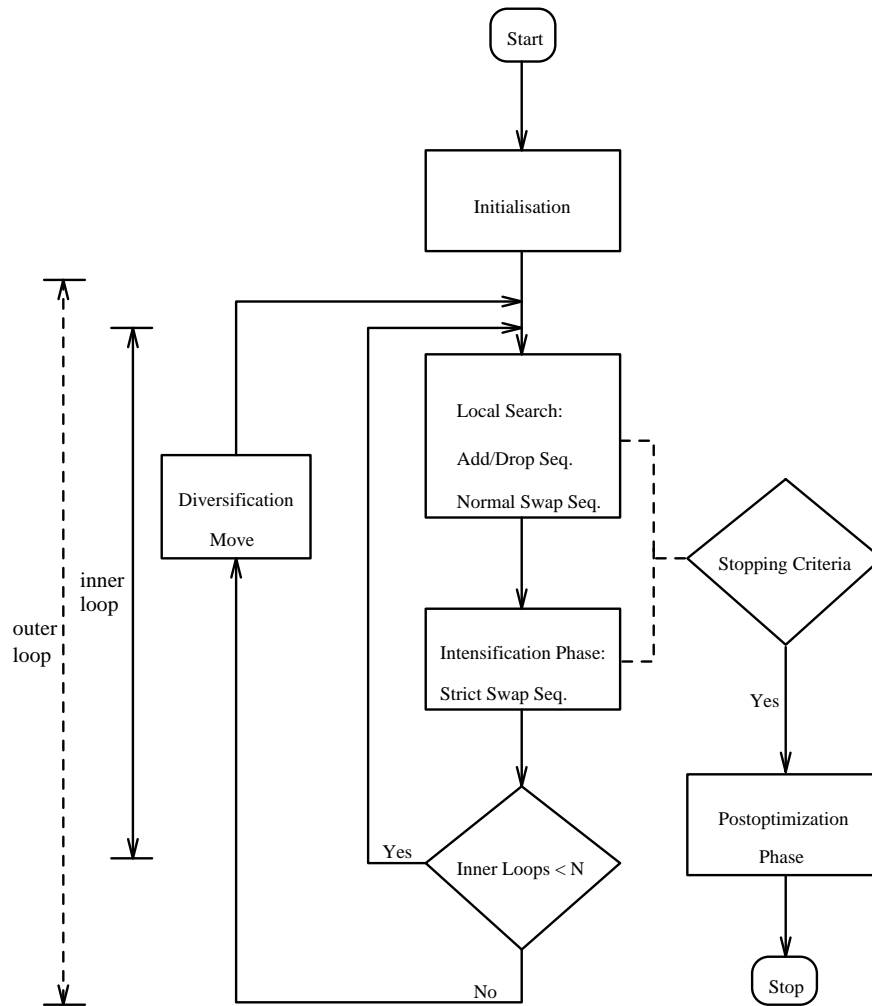 Start
Initialisation
Local Search:
Add/Drop Seq.
Normal Swap Seq.
Diversification
Move
Stopping Criteria
inner
loop
outer
loop
Intensification Phase:
Strict Swap Seq.
Yes
Postoptimization
Phase
Yes
Inner Loops < N
No
Stop